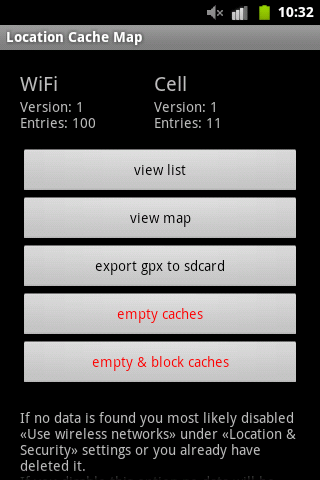 10:32
Location Cache Map
WiFi Cell
Version: 1 Version: 1
Entries: 100 Entries: 11
view list
view map
export gpx to sdcard
empty caches
empty & block caches
If no data is found you most likely disabled
«Use wireless networks» under «Location &
Security» settings or you already have
deleted it.